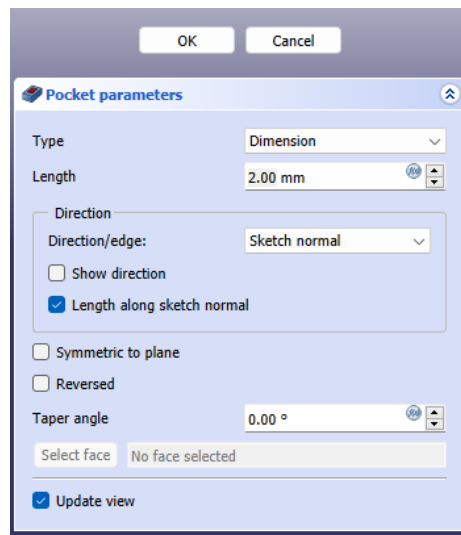 OK Cancel
Pocket parameters
Type Dimension
Length 2.00 mm
Direction
Direction/edge: Sketch normal
Show direction
Length along sketch normal
Symmetric to plane
Reversed
Taper angle 0.00 °
Select face No face selected
Update view